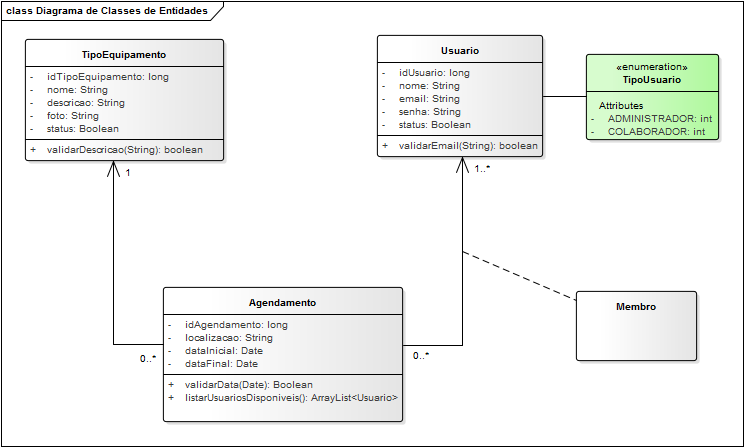 class Diagrama de Classes de Entidades
TipoEquipamento
- idTipoEquipamento: long
- nome: String
- descricao: String
- foto: String
- status: Boolean
+ validarDescricao(String): boolean
Usuario
- idUsuario: long
- nome: String
- email: String
- senha: String
- status: Boolean
+ validarEmail(String): boolean
«enumeration»
TipoUsuario
Attributes
- ADMINISTRADOR: int
- COLABORADOR: int
1
1..*
Agendamento
- idAgendamento: long
- localizacao: String
- dataInicial: Date
- dataFinal: Date
+ validarData(Date): Boolean
+ listarUsuariosDisponiveis(): ArrayList<Usuario>
0..*
0..*
Membro